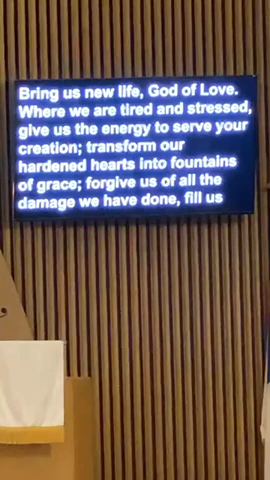 Bring us new life, God of Love.
Where we are tired and stressed,
give us the energy to serve your
creation; transform our
hardened hearts into fountains
of grace; forgive us of all the
damage we have done, fill us